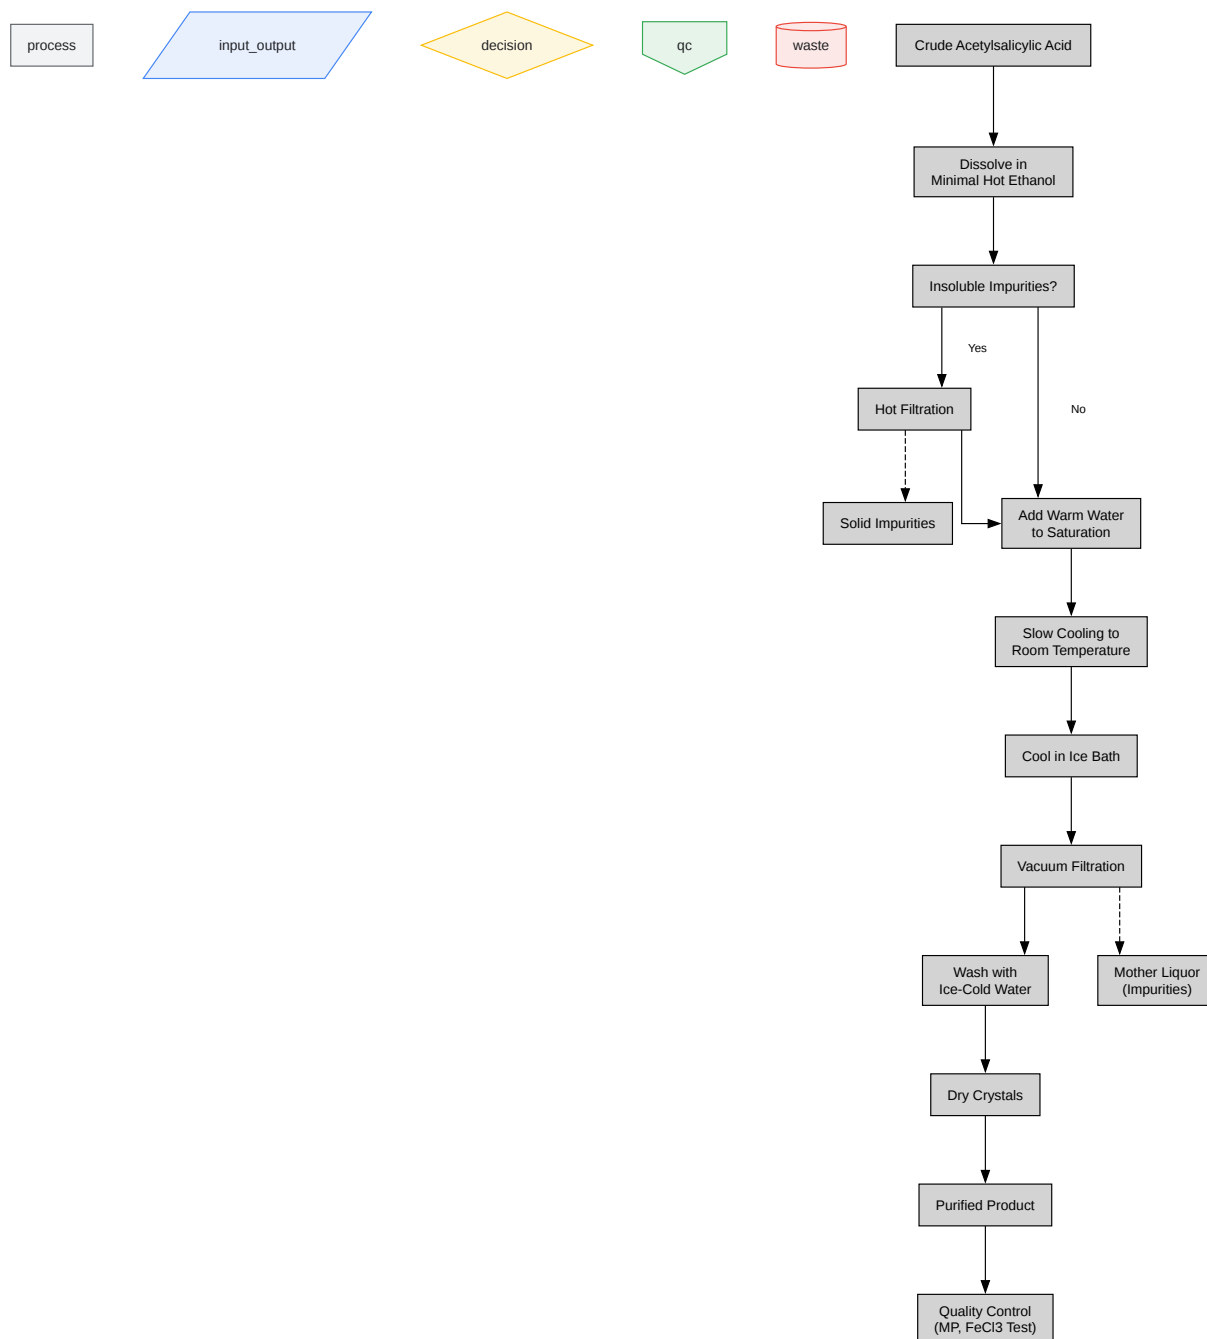 process
input_output
decision
qc
waste
Crude Acetylsalicylic Acid
Dissolve in
Minimal Hot Ethanol
Insoluble Impurities?
Yes
Hot Filtration
No
Solid Impurities
Add Warm Water
to Saturation
Slow Cooling to
Room Temperature
Cool in Ice Bath
Vacuum Filtration
Wash with
Ice-Cold Water
Mother Liquor
(Impurities)
Dry Crystals
Purified Product
Quality Control
(MP, FeCl3 Test)